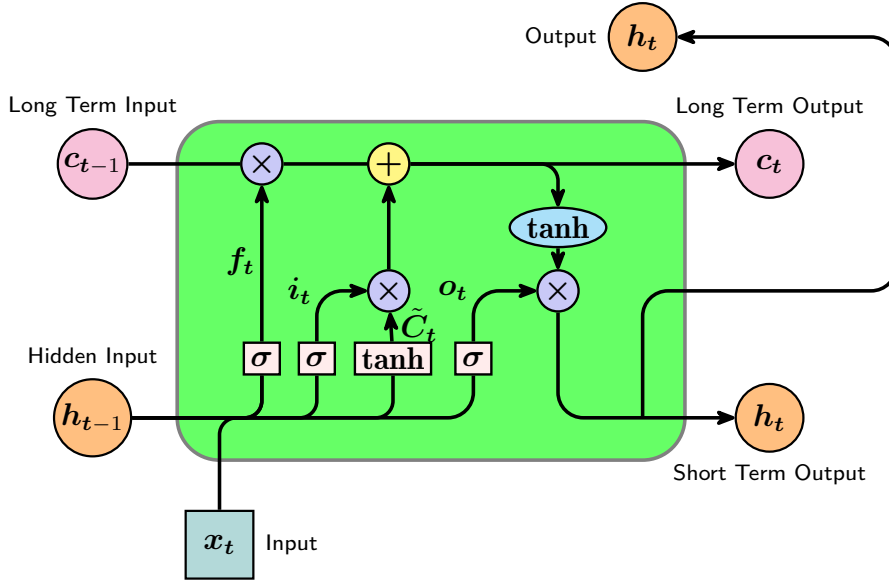 Output
h_t
Long Term Input
Long Term Output
c_{t−1}
×
+
c_t
tanh
f_t
i_t
×
o_t
×
C̃_t
Hidden Input
σ
σ
tanh
σ
h_{t−1}
h_t
Short Term Output
x_t
Input